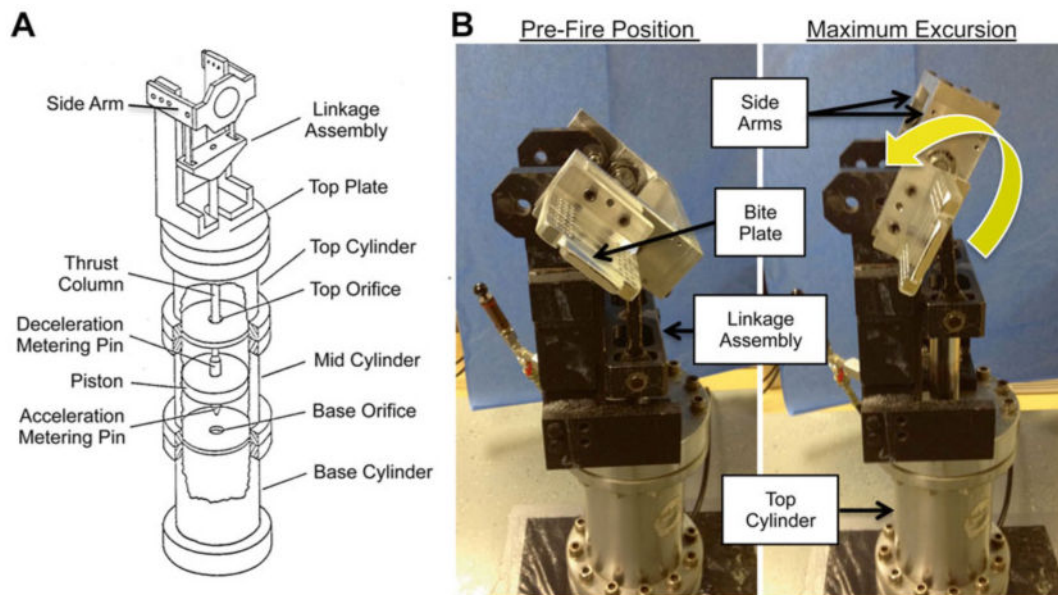 A
Side Arm
Linkage
Assembly
Top Plate
Top Cylinder
Thrust
Column
Top Orifice
Deceleration
Metering Pin
Mid Cylinder
Piston
Acceleration
Metering Pin
Base Orifice
Base Cylinder
B
Pre-Fire Position
Maximum Excursion
Side
Arms
Bite
Plate
Linkage
Assembly
Top
Cylinder